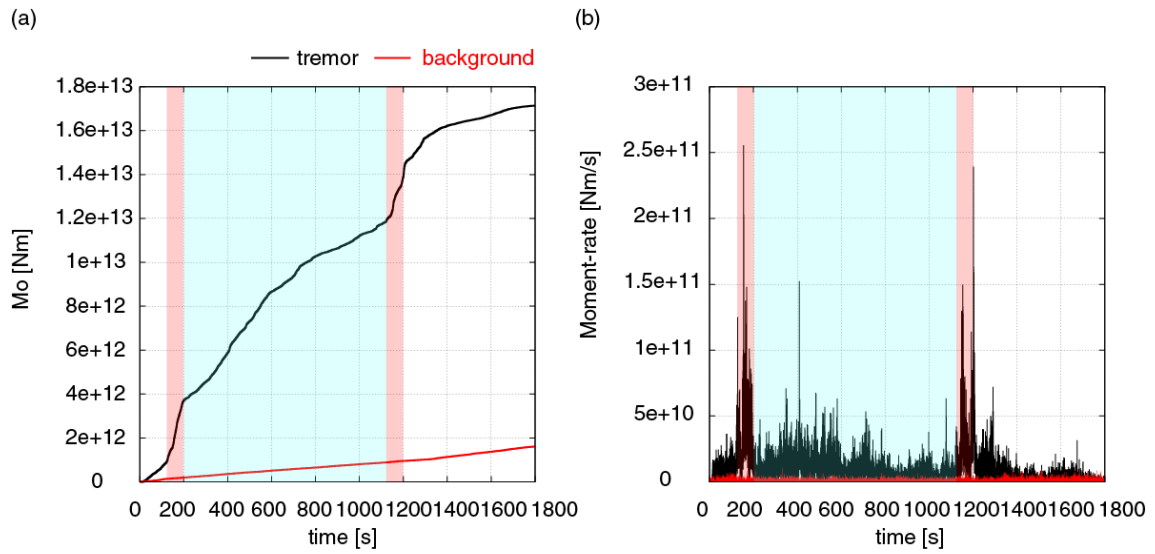 (a)
tremor background
1.8e+13
1.6e+13
1.4e+13
1.2e+13
1e+13
8e+12
6e+12
4e+12
2e+12
0
Mo [Nm]
0 200 400 600 800 1000 1200 1400 1600 1800
time [s]
(b)
3e+11
2.5e+11
2e+11
1.5e+11
1e+11
5e+10
0
Moment-rate [Nm/s]
0 200 400 600 800 1000 1200 1400 1600 1800
time [s]